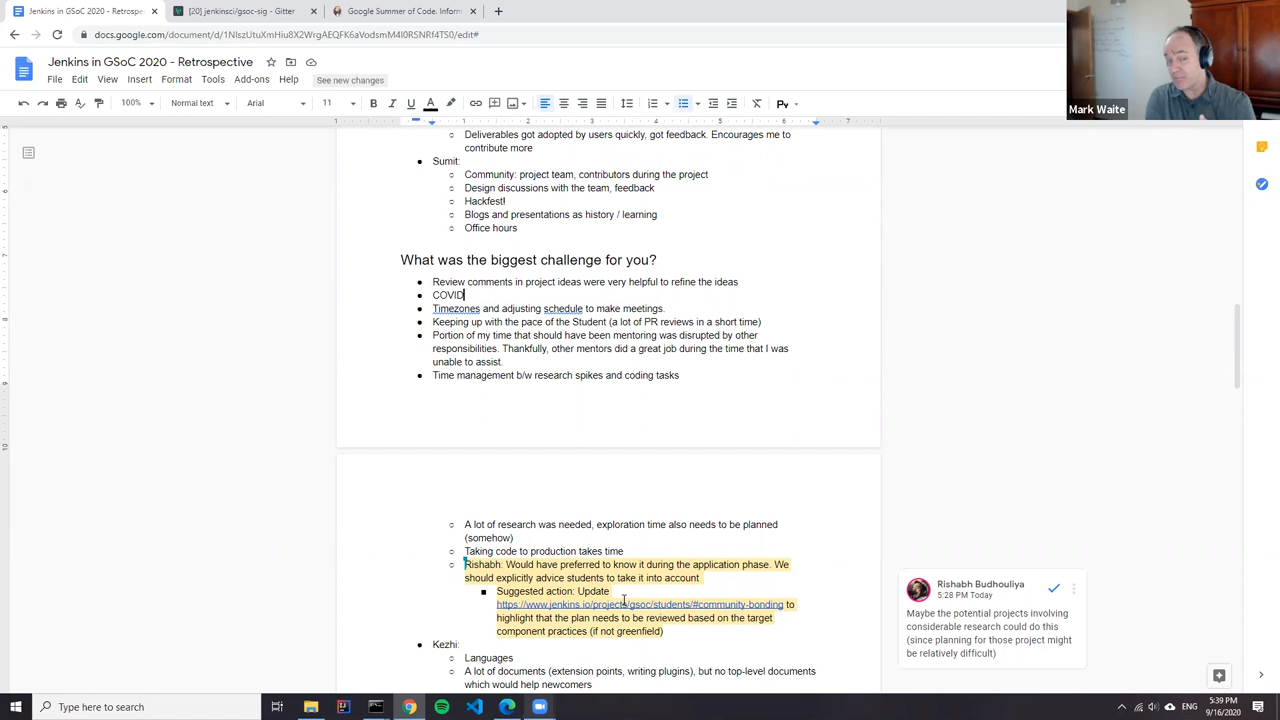 Jenkins in GSoC 2020 - Retrospe
[20] jenkinsci/gsoc-sig - Gitter
Google Summer of Code. Inform
docs.google.com/document/d/1NlszUtuXmHiu8X2WrgAEQFK6aVodsmM4I0RSNRf4TS0/edit#
Jenkins in GSoC 2020 - Retrospective
File Edit View Insert Format Tools Add-ons Help See new changes
100% Normal text Arial 11
Mark Waite
Deliverables got adopted by users quickly, got feedback. Encourages me to
contribute more
Sumit:
Community: project team, contributors during the project
Design discussions with the team, feedback
Hackfest!
Blogs and presentations as history / learning
Office hours
What was the biggest challenge for you?
Review comments in project ideas were very helpful to refine the ideas
COVID
Timezones and adjusting schedule to make meetings.
Keeping up with the pace of the Student (a lot of PR reviews in a short time)
Portion of my time that should have been mentoring was disrupted by other
responsibilities. Thankfully, other mentors did a great job during the time that I was
unable to assist.
Time management b/w research spikes and coding tasks
A lot of research was needed, exploration time also needs to be planned
(somehow)
Taking code to production takes time
Rishabh: Would have preferred to know it during the application phase. We
should explicitly advice students to take it into account
Suggested action: Update
https://www.jenkins.io/projects/gsoc/students/#community-bonding to
highlight that the plan needs to be reviewed based on the target
component practices (if not greenfield)
Kezhi:
Languages
A lot of documents (extension points, writing plugins), but no top-level documents
which would help newcomers
Rishabh Budhouliya
5:28 PM Today
Maybe the potential projects involving
considerable research could do this
(since planning for those project might
be relatively difficult)
Type here to search
5:39 PM
9/16/2020